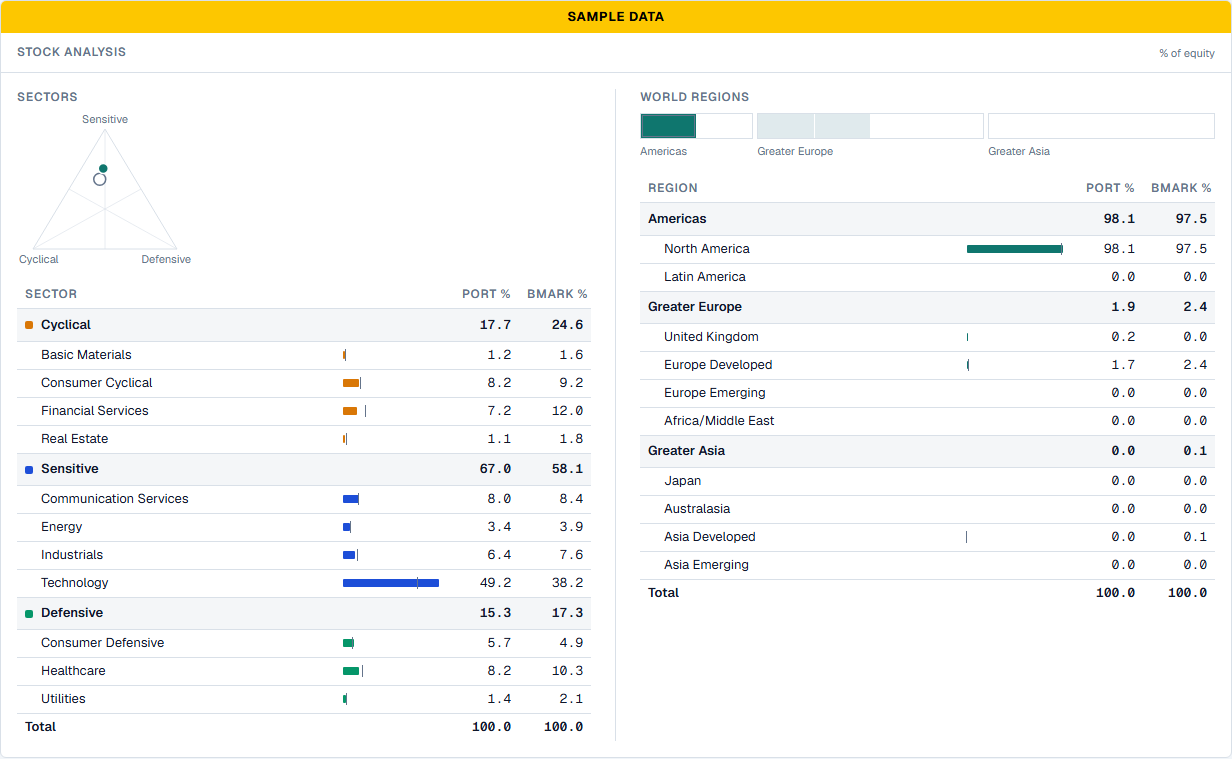 SAMPLE DATA
STOCK ANALYSIS
% of equity
SECTORS
Sensitive
Cyclical
Defensive
SECTOR PORT % BMARK %
Cyclical 17.7 24.6
Basic Materials 1.2 1.6
Consumer Cyclical 8.2 9.2
Financial Services 7.2 12.0
Real Estate 1.1 1.8
Sensitive 67.0 58.1
Communication Services 8.0 8.4
Energy 3.4 3.9
Industrials 6.4 7.6
Technology 49.2 38.2
Defensive 15.3 17.3
Consumer Defensive 5.7 4.9
Healthcare 8.2 10.3
Utilities 1.4 2.1
Total 100.0 100.0
WORLD REGIONS
Americas
Greater Europe
Greater Asia
REGION PORT % BMARK %
Americas 98.1 97.5
North America 98.1 97.5
Latin America 0.0 0.0
Greater Europe 1.9 2.4
United Kingdom 0.2 0.0
Europe Developed 1.7 2.4
Europe Emerging 0.0 0.0
Africa/Middle East 0.0 0.0
Greater Asia 0.0 0.1
Japan 0.0 0.0
Australasia 0.0 0.0
Asia Developed 0.0 0.1
Asia Emerging 0.0 0.0
Total 100.0 100.0